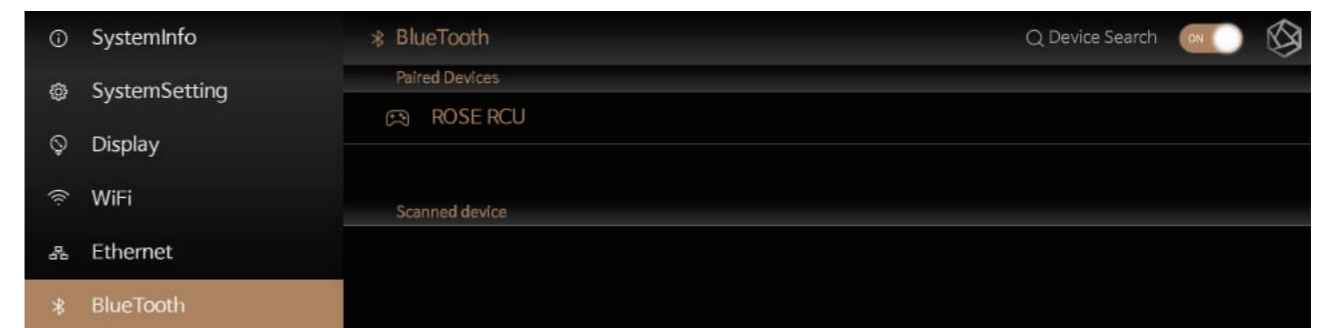 SystemInfo
SystemSetting
Display
WiFi
Ethernet
BlueTooth
BlueTooth
Device Search
ON
Paired Devices
ROSE RCU
Scanned device